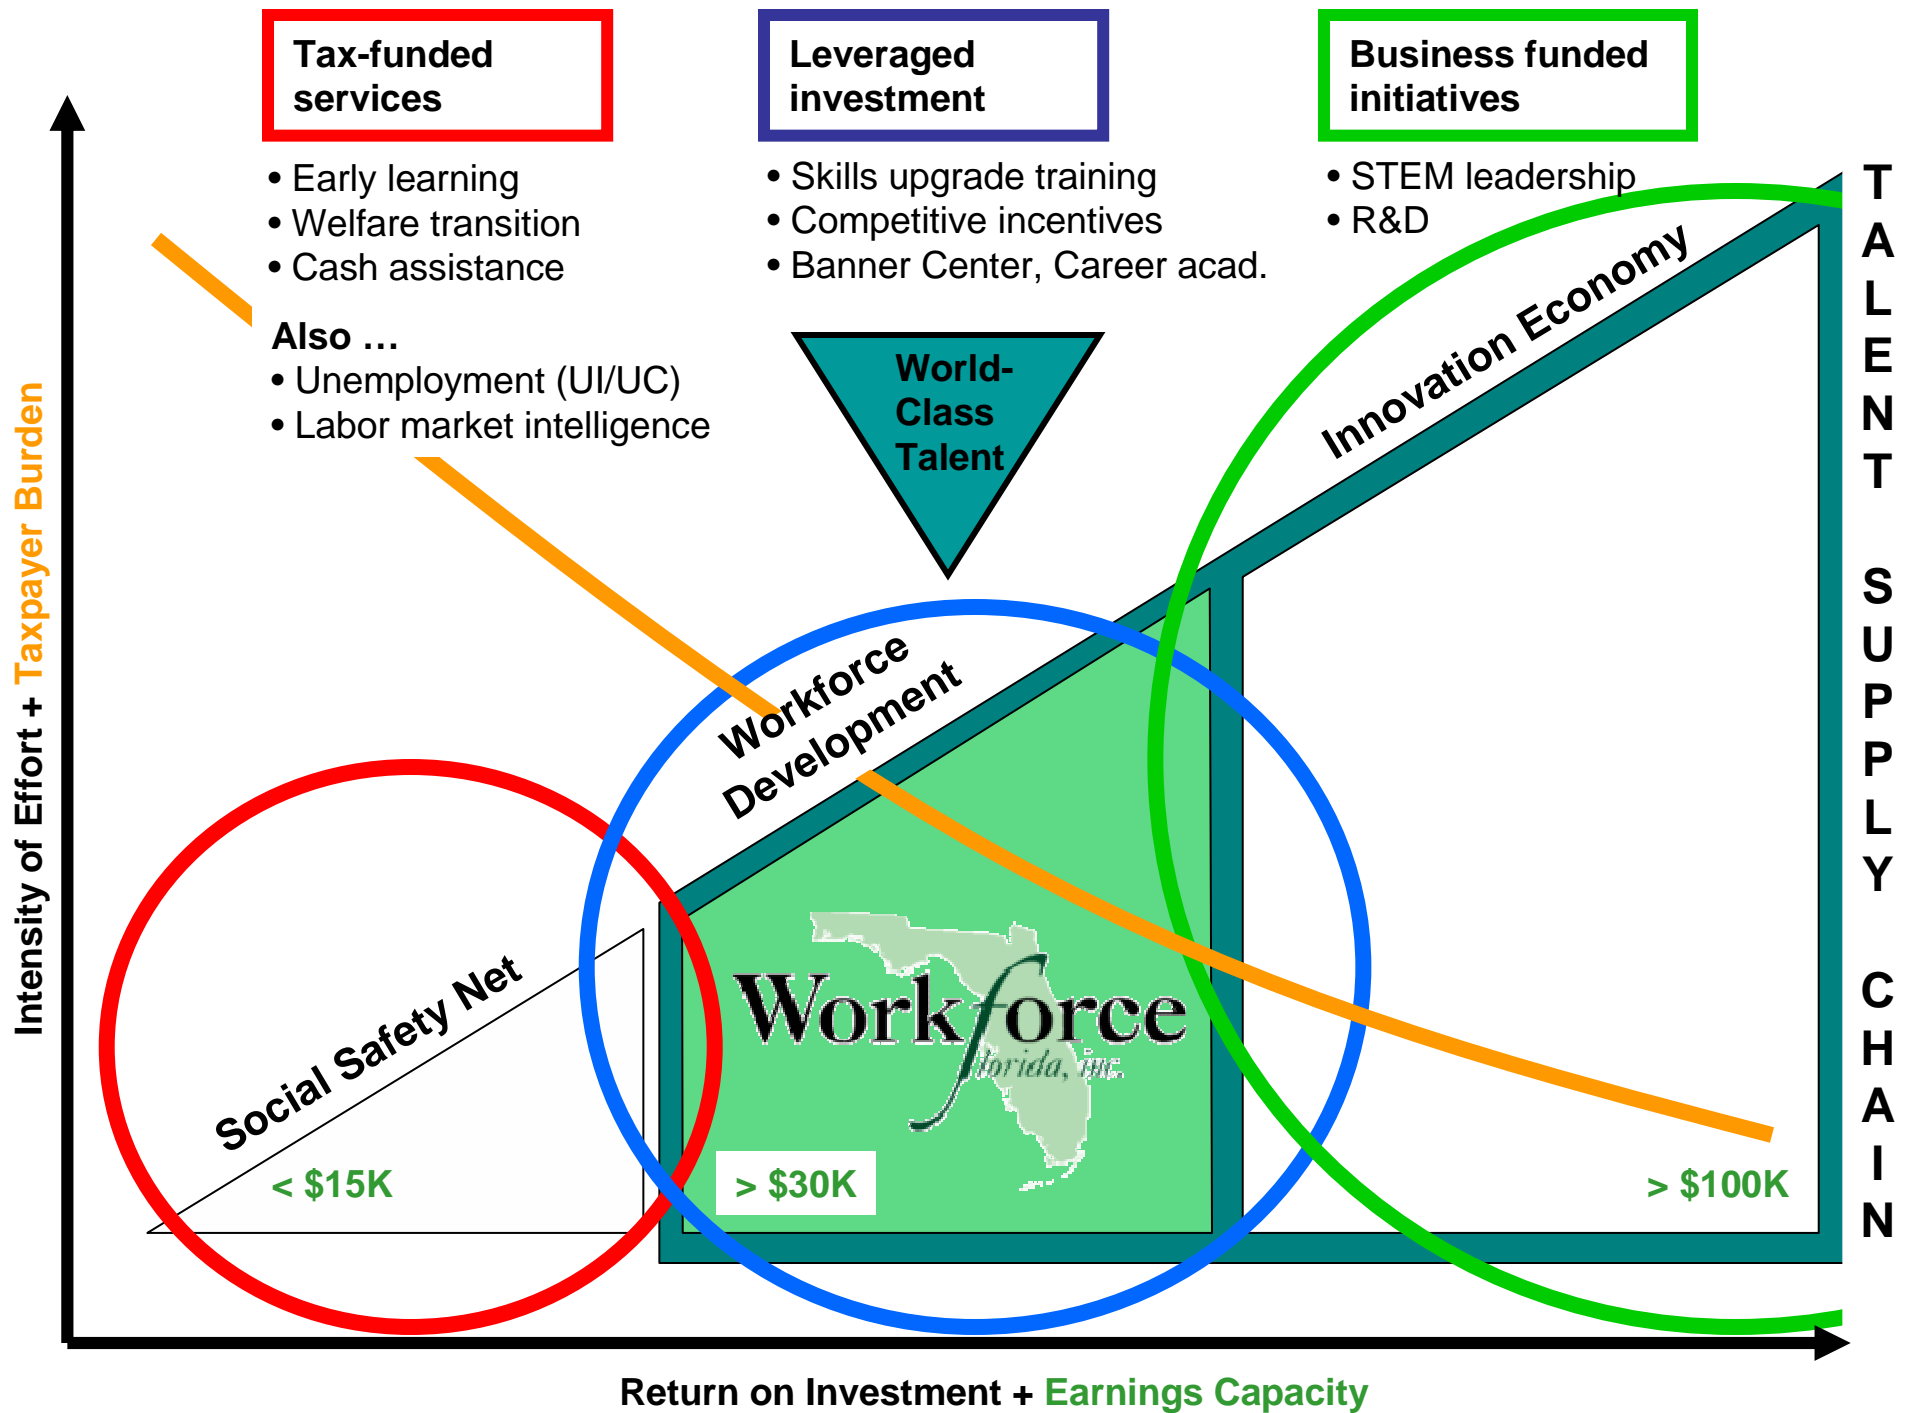 Tax-funded
services
Leveraged
investment
Business funded
initiatives
• Early learning
• Welfare transition
• Cash assistance
Also …
• Unemployment (UI/UC)
• Labor market intelligence
• Skills upgrade training
• Competitive incentives
• Banner Center, Career acad.
• STEM leadership
• R&D
World-
Class
Talent
Innovation Economy
Workforce
Development
Social Safety Net
Workforce
florida, inc.
< $15K
> $30K
> $100K
Intensity of Effort + Taxpayer Burden
Return on Investment + Earnings Capacity
TALENT SUPPLY CHAIN